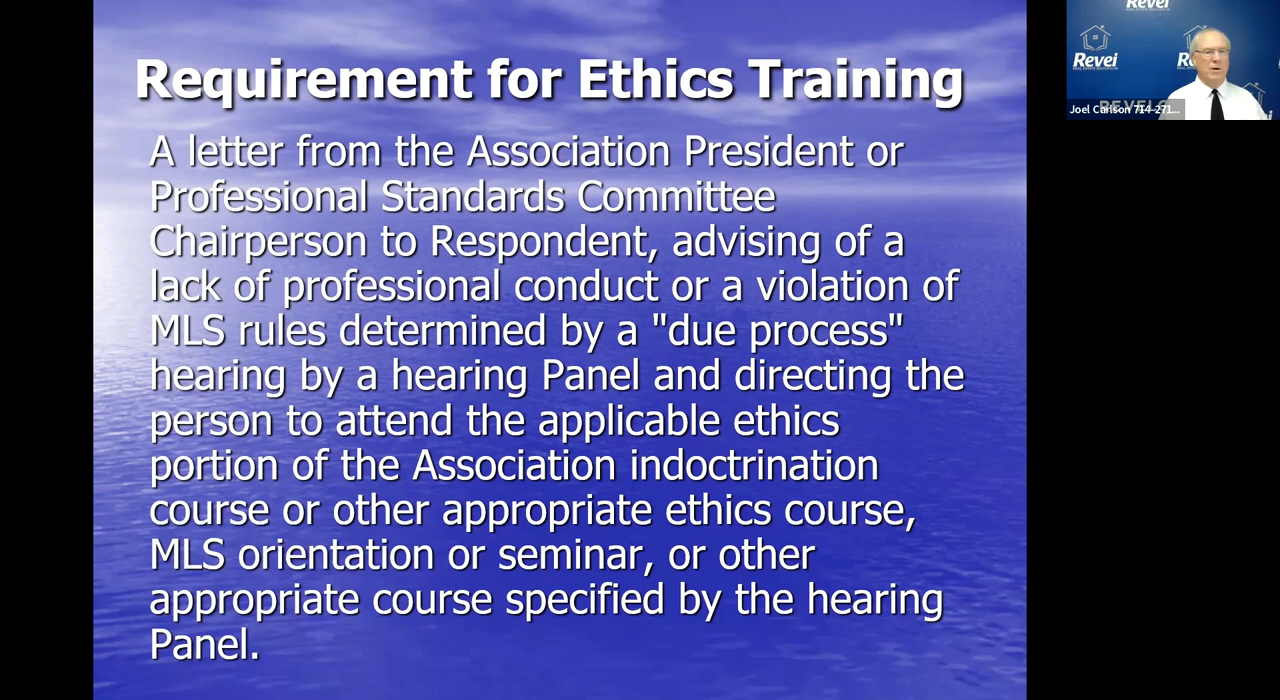 Requirement for Ethics Training
A letter from the Association President or
Professional Standards Committee
Chairperson to Respondent, advising of a
lack of professional conduct or a violation of
MLS rules determined by a "due process"
hearing by a hearing Panel and directing the
person to attend the applicable ethics
portion of the Association indoctrination
course or other appropriate ethics course,
MLS orientation or seminar, or other
appropriate course specified by the hearing
Panel.
Revei
Revei
Joel Carlson 714-271...